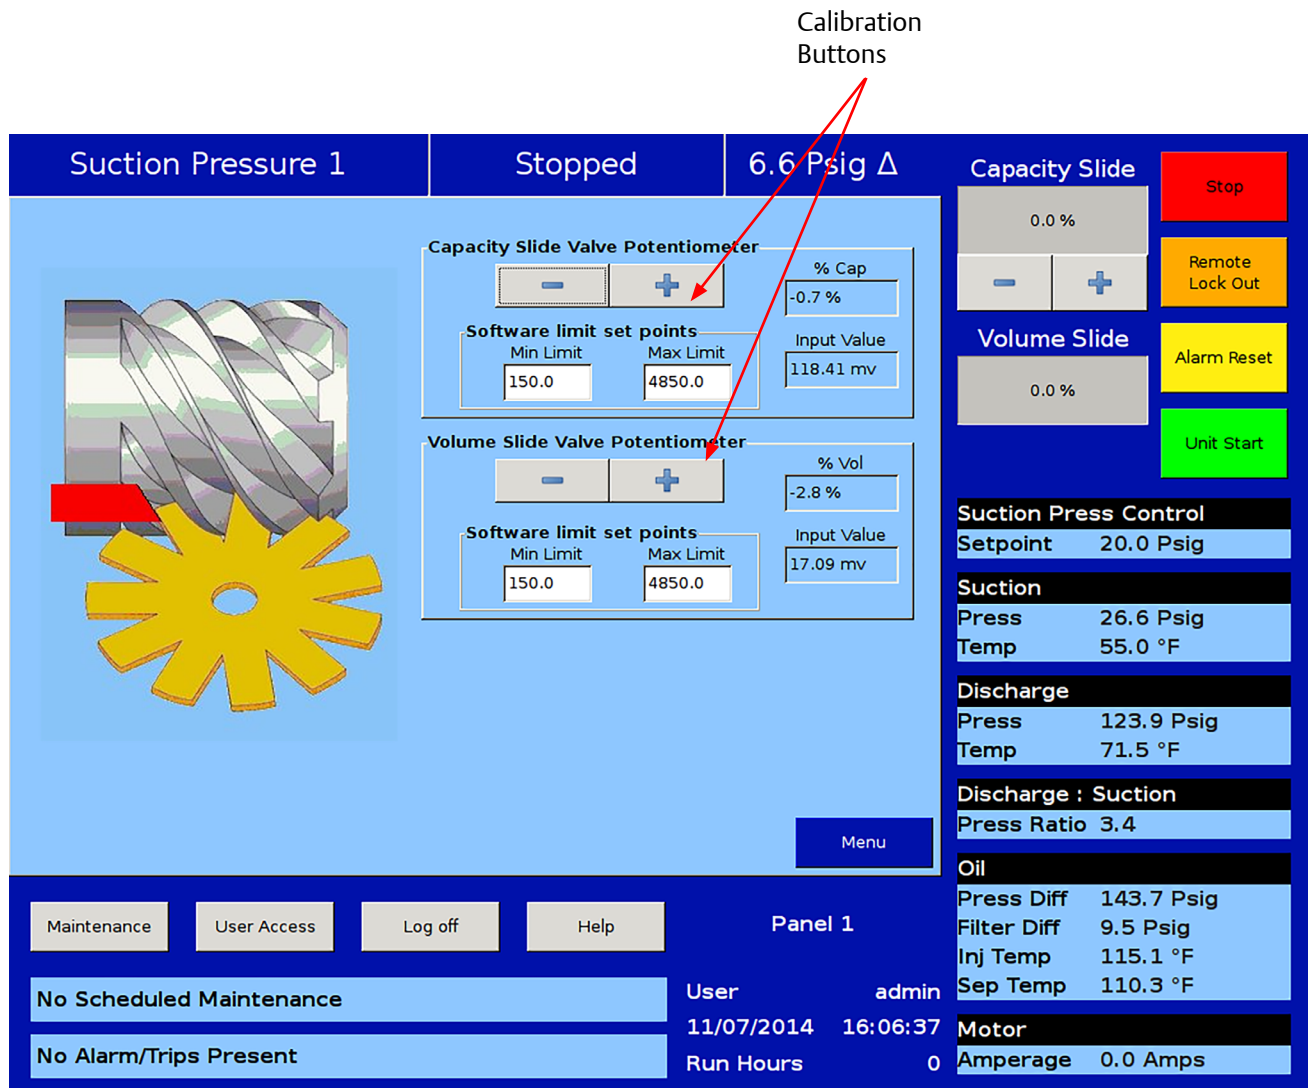 Calibration
Buttons
Suction Pressure 1
Stopped
6.6 Psig Δ
Capacity Slide Valve Potentiometer
% Cap
-0.7 %
Software limit set points
Min Limit
Max Limit
150.0
4850.0
Input Value
118.41 mv
Volume Slide Valve Potentiometer
% Vol
-2.8 %
Software limit set points
Min Limit
Max Limit
150.0
4850.0
Input Value
17.09 mv
Menu
Capacity Slide
0.0 %
Volume Slide
0.0 %
Stop
Remote
Lock Out
Alarm Reset
Unit Start
Suction Press Control
Setpoint 20.0 Psig
Suction
Press 26.6 Psig
Temp 55.0 °F
Discharge
Press 123.9 Psig
Temp 71.5 °F
Discharge : Suction
Press Ratio 3.4
Oil
Press Diff 143.7 Psig
Filter Diff 9.5 Psig
Inj Temp 115.1 °F
Sep Temp 110.3 °F
Motor
Amperage 0.0 Amps
Maintenance
User Access
Log off
Help
Panel 1
No Scheduled Maintenance
No Alarm/Trips Present
User admin
11/07/2014 16:06:37
Run Hours 0